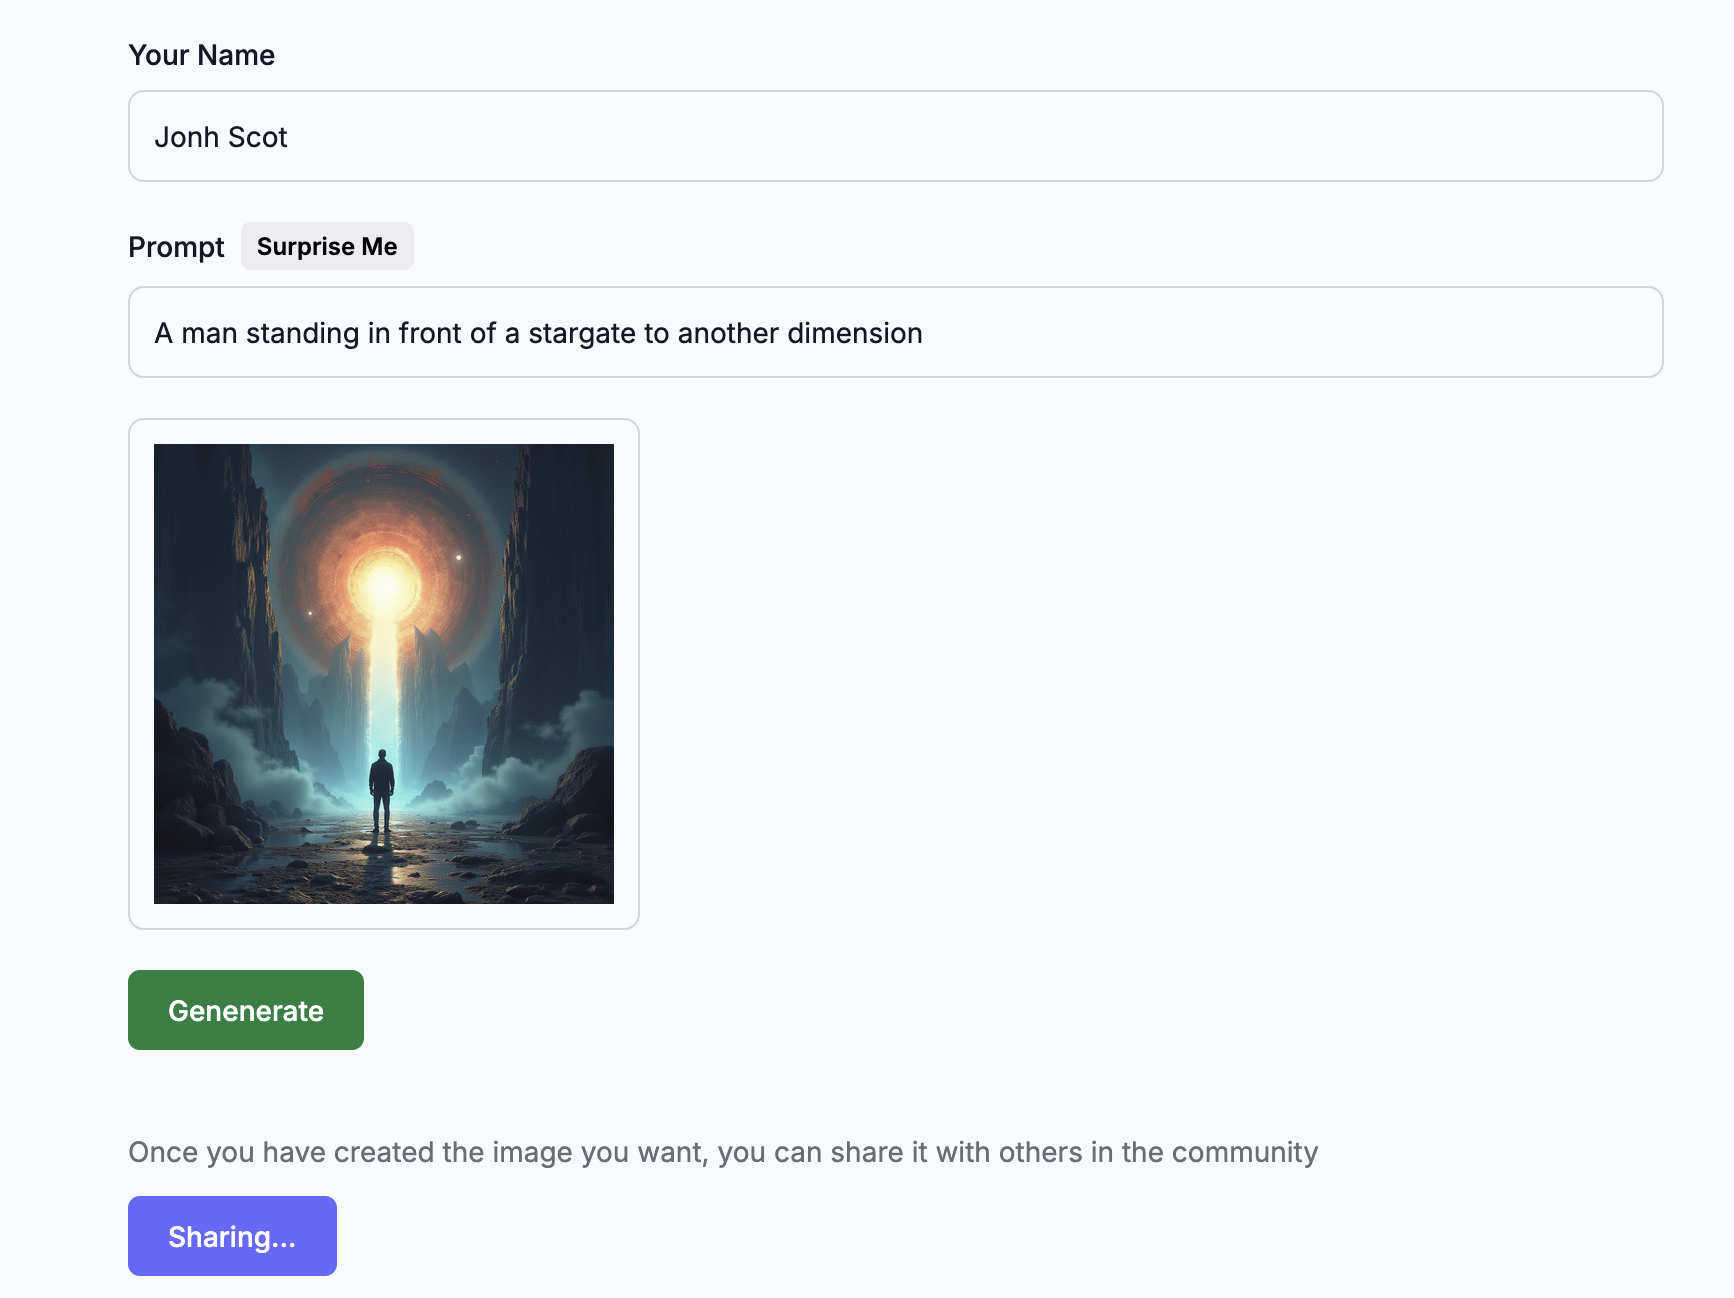 Your Name
Jonh Scot
Prompt Surprise Me
A man standing in front of a stargate to another dimension
Genenerate
Once you have created the image you want, you can share it with others in the community
Sharing...